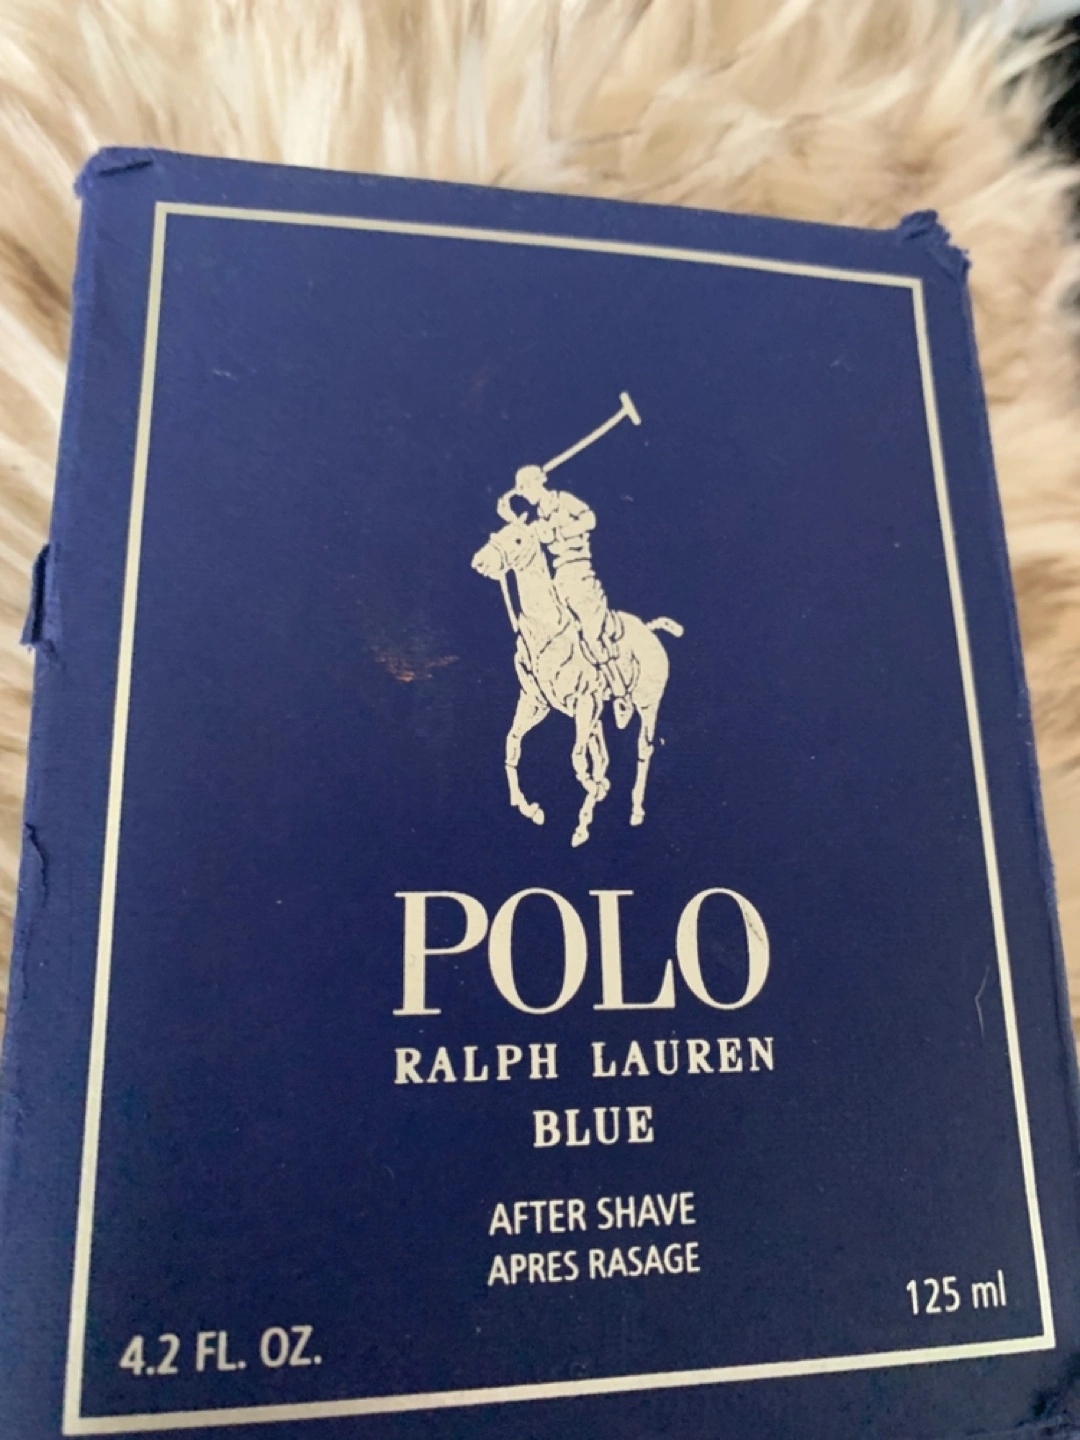 POLO
RALPH LAUREN
BLUE
AFTER SHAVE
APRES RASAGE
125 ml
4.2 FL. OZ.